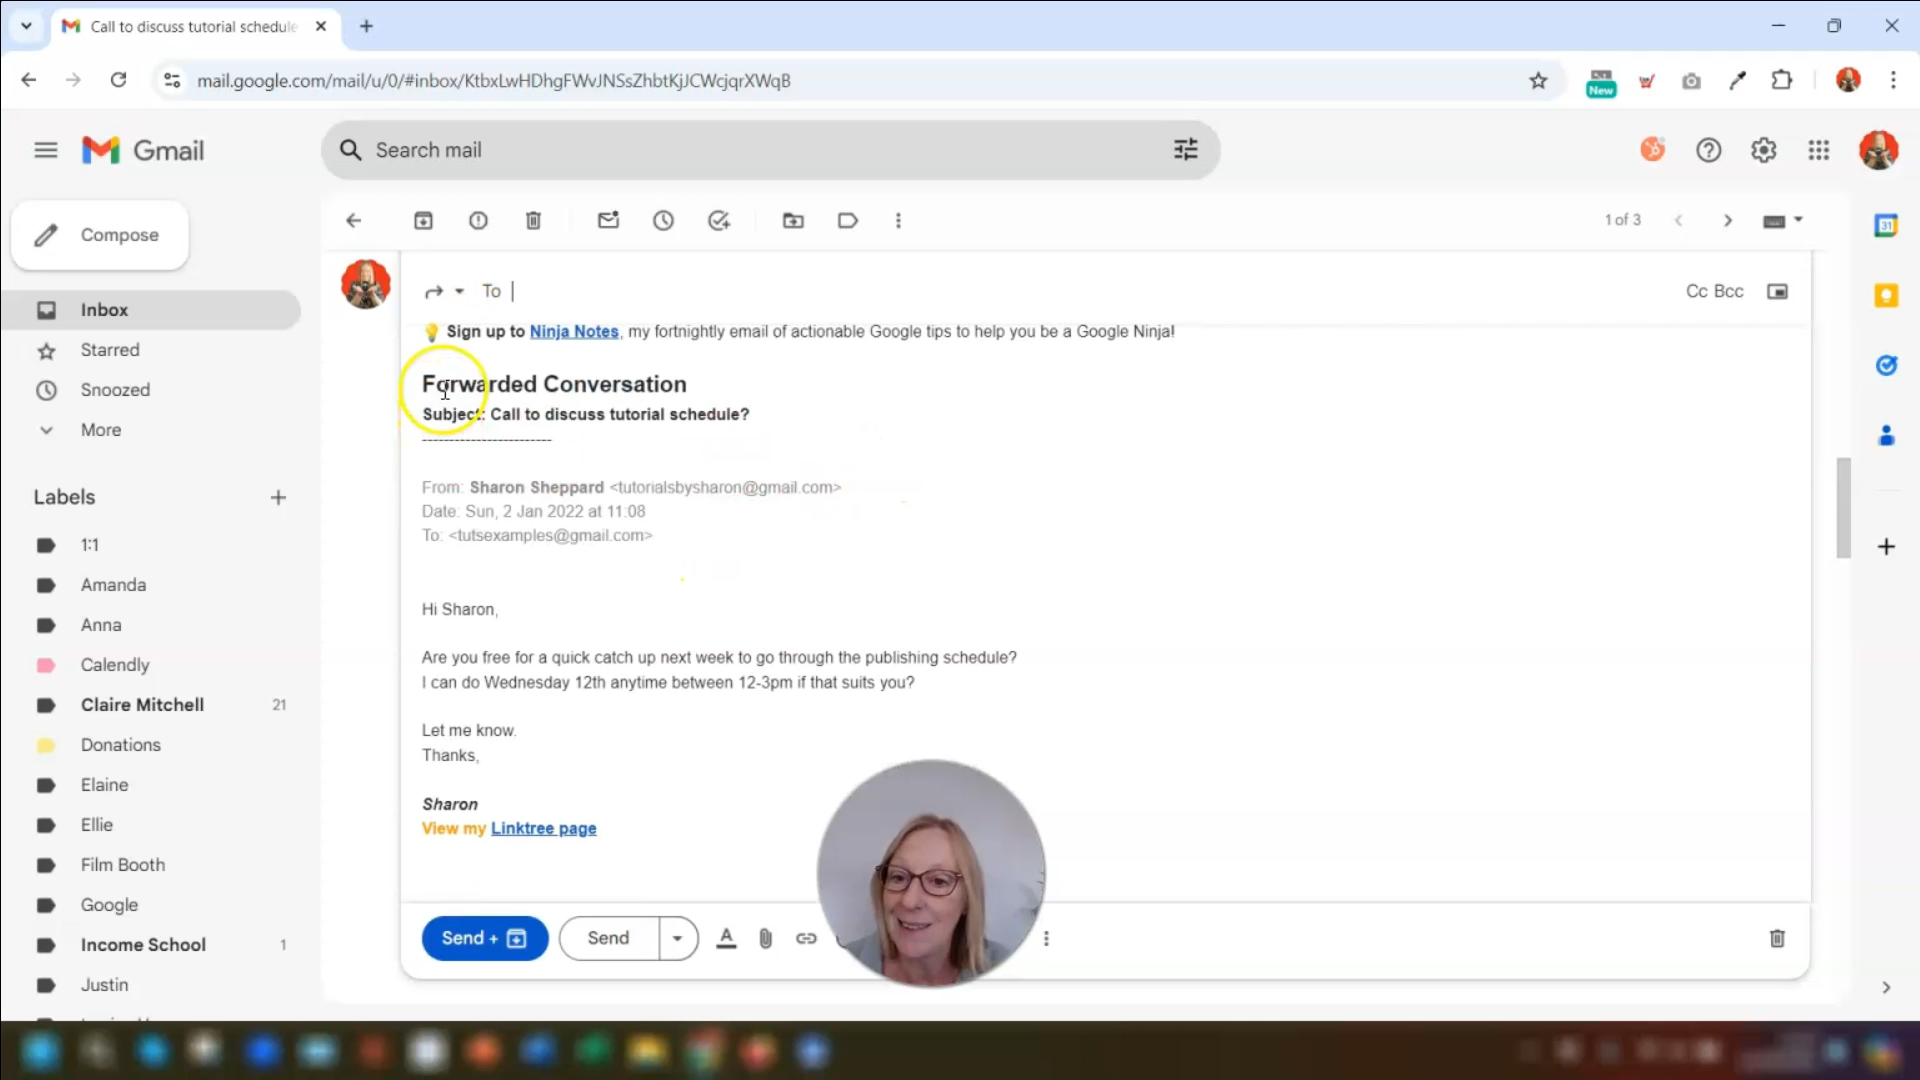 Call to discuss tutorial schedule
mail.google.com/mail/u/0/#inbox/KtbxLwHDhgFWvJNSsZhbtKjJCWcjqrXWqB
New
Gmail
Search mail
Compose
1 of 3
31
Inbox
Starred
Snoozed
More
Labels
1:1
Amanda
Anna
Calendly
Claire Mitchell 21
Donations
Elaine
Ellie
Film Booth
Google
Income School 1
Justin
To
Cc Bcc
Sign up to Ninja Notes, my fortnightly email of actionable Google tips to help you be a Google Ninja!
Forwarded Conversation
Subject: Call to discuss tutorial schedule?
------------------------
From: Sharon Sheppard <tutorialsbysharon@gmail.com>
Date: Sun, 2 Jan 2022 at 11:08
To: <tutsexamples@gmail.com>
Hi Sharon,
Are you free for a quick catch up next week to go through the publishing schedule?
I can do Wednesday 12th anytime between 12-3pm if that suits you?
Let me know.
Thanks,
Sharon
View my Linktree page
Send +
Send